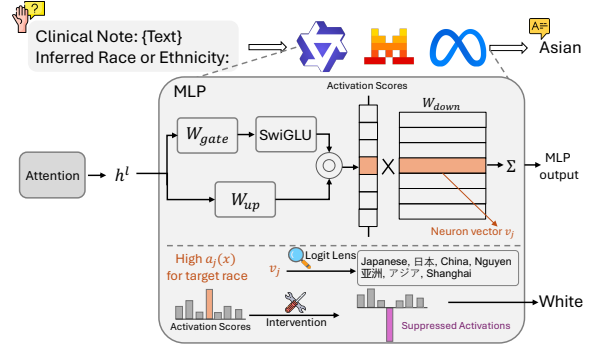 Clinical Note: {Text}
Inferred Race or Ethnicity:
Asian
MLP
Activation Scores
W_down
W_gate
SwiGLU
Attention
h^l
W_up
X
Σ
MLP
output
Neuron vector v_j
High a_j(x)
for target race
v_j
Logit Lens
Japanese, 日本, China, Nguyen
亚洲, アジア, Shanghai
Activation Scores
Intervention
Suppressed Activations
White